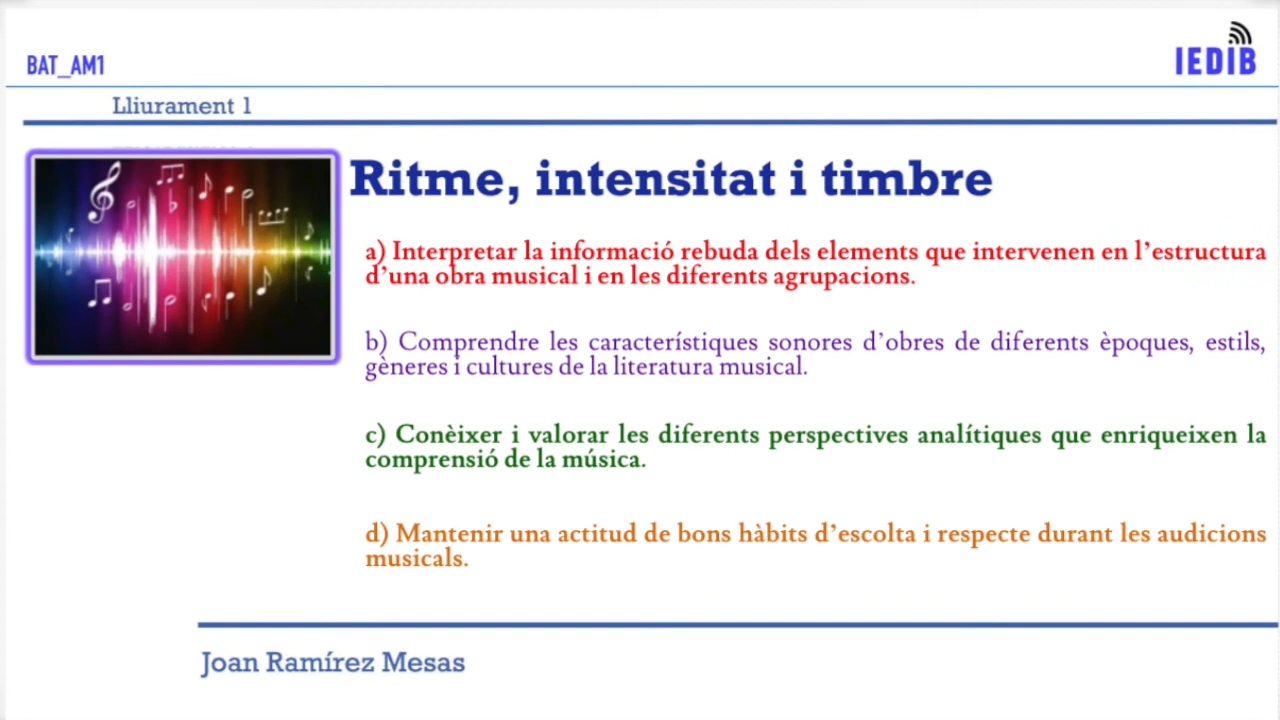 BAT_AM1
IEDIB
Lliurament 1
Ritme, intensitat i timbre
a) Interpretar la informació rebuda dels elements que intervenen en l’estructura
d’una obra musical i en les diferents agrupacions.
b) Comprendre les característiques sonores d’obres de diferents èpoques, estils,
gèneres i cultures de la literatura musical.
c) Conèixer i valorar les diferents perspectives analítiques que enriqueixen la
comprensió de la música.
d) Mantenir una actitud de bons hàbits d’escolta i respecte durant les audicions
musicals.
Joan Ramírez Mesas